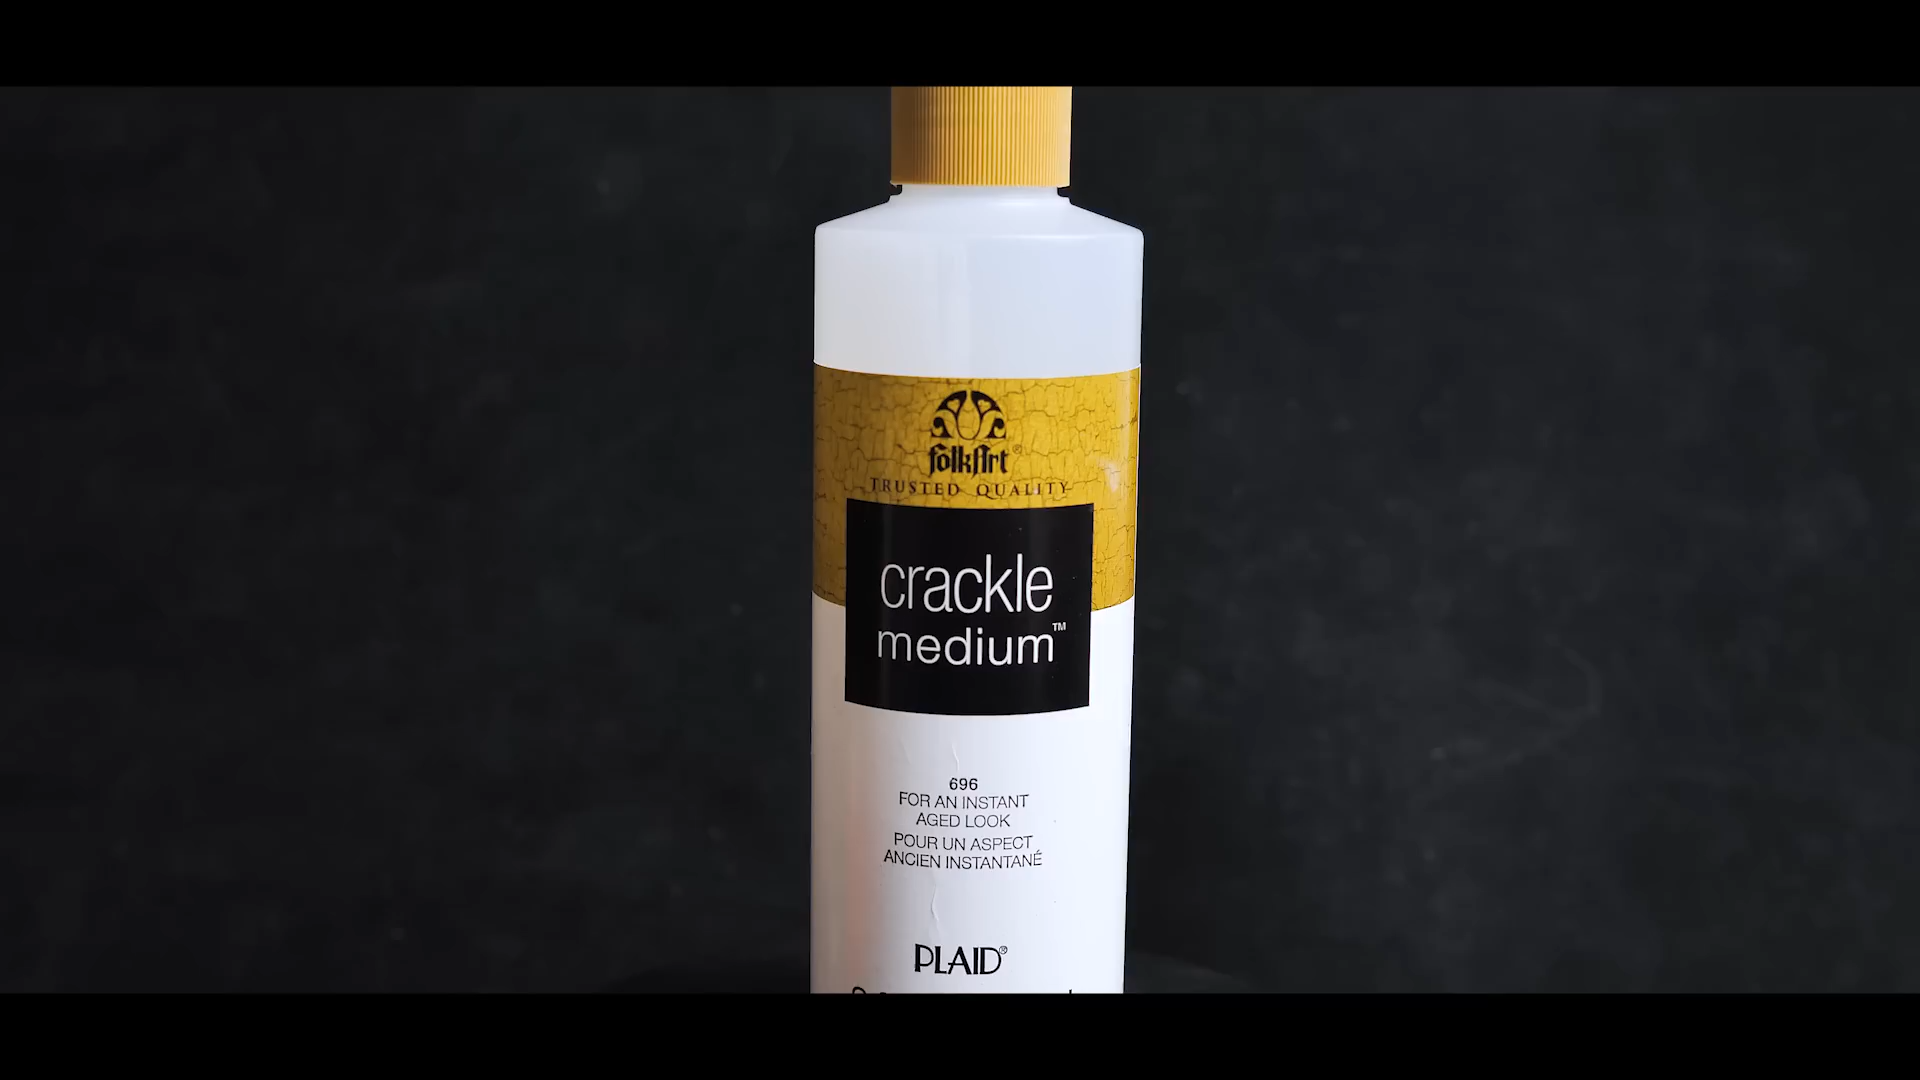 folkArt®
TRUSTED QUALITY
crackle
medium™
696
FOR AN INSTANT
AGED LOOK
POUR UN ASPECT
ANCIEN INSTANTANÉ
PLAID®